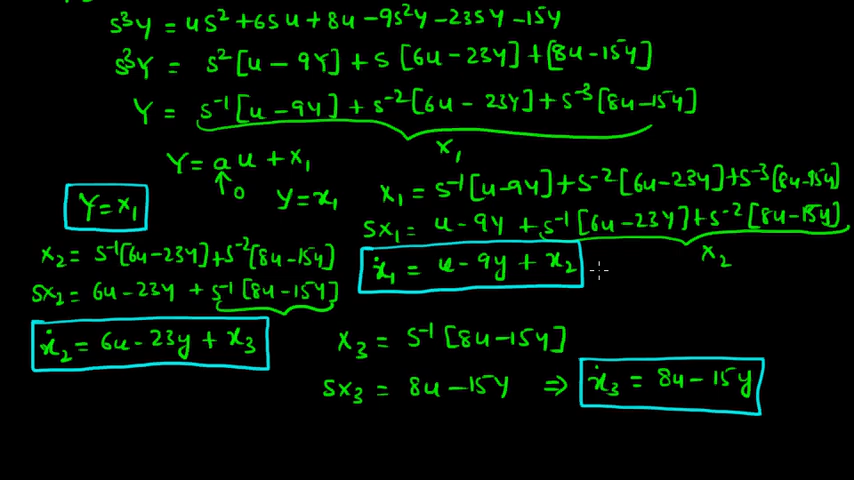 s³Y = us² + 6su + 8u - 9s²y - 23sy - 15y
s³Y = s²[u - 9Y] + s[6u - 23y] + [8u - 15y]
Y = s⁻¹[u - 9y] + s⁻²[6u - 23y] + s⁻³[8u - 15y]
x₁
Y = au + x₁
0
y = x₁
Y = x₁
x₁ = s⁻¹[u - 9y] + s⁻²[6u - 23y] + s⁻³[8u - 15y]
sx₁ = u - 9y + s⁻¹[6u - 23y] + s⁻²[8u - 15y]
x₂
ẋ₁ = u - 9y + x₂
x₂ = s⁻¹[6u - 23y] + s⁻²[8u - 15y]
sx₂ = 6u - 23y + s⁻¹[8u - 15y]
ẋ₂ = 6u - 23y + x₃
x₃ = s⁻¹[8u - 15y]
sx₃ = 8u - 15y ⇒ ẋ₃ = 8u - 15y